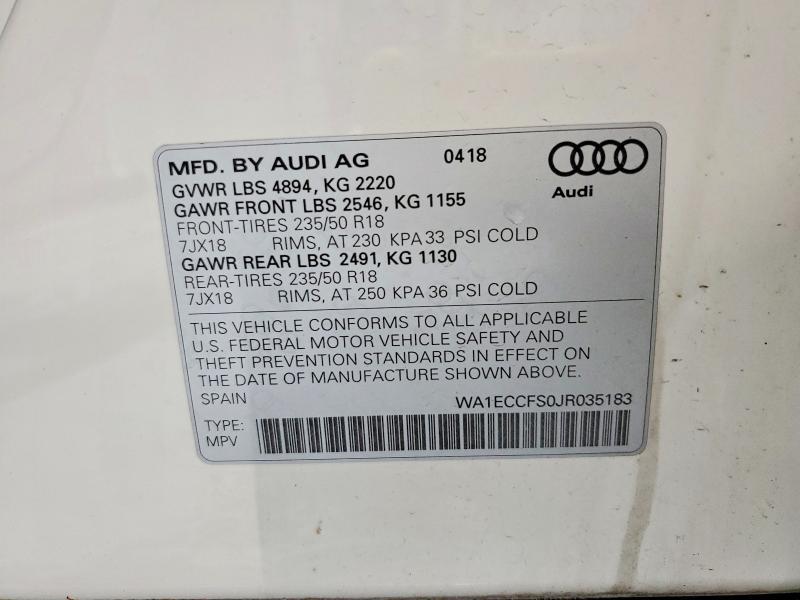 MFD. BY AUDI AG 0418
Audi
GVWR LBS 4894, KG 2220
GAWR FRONT LBS 2546, KG 1155
FRONT-TIRES 235/50 R18
7JX18 RIMS, AT 230 KPA 33 PSI COLD
GAWR REAR LBS 2491, KG 1130
REAR-TIRES 235/50 R18
7JX18 RIMS, AT 250 KPA 36 PSI COLD
THIS VEHICLE CONFORMS TO ALL APPLICABLE
U.S. FEDERAL MOTOR VEHICLE SAFETY AND
THEFT PREVENTION STANDARDS IN EFFECT ON
THE DATE OF MANUFACTURE SHOWN ABOVE.
SPAIN WA1ECCFS0JR035183
TYPE:
MPV